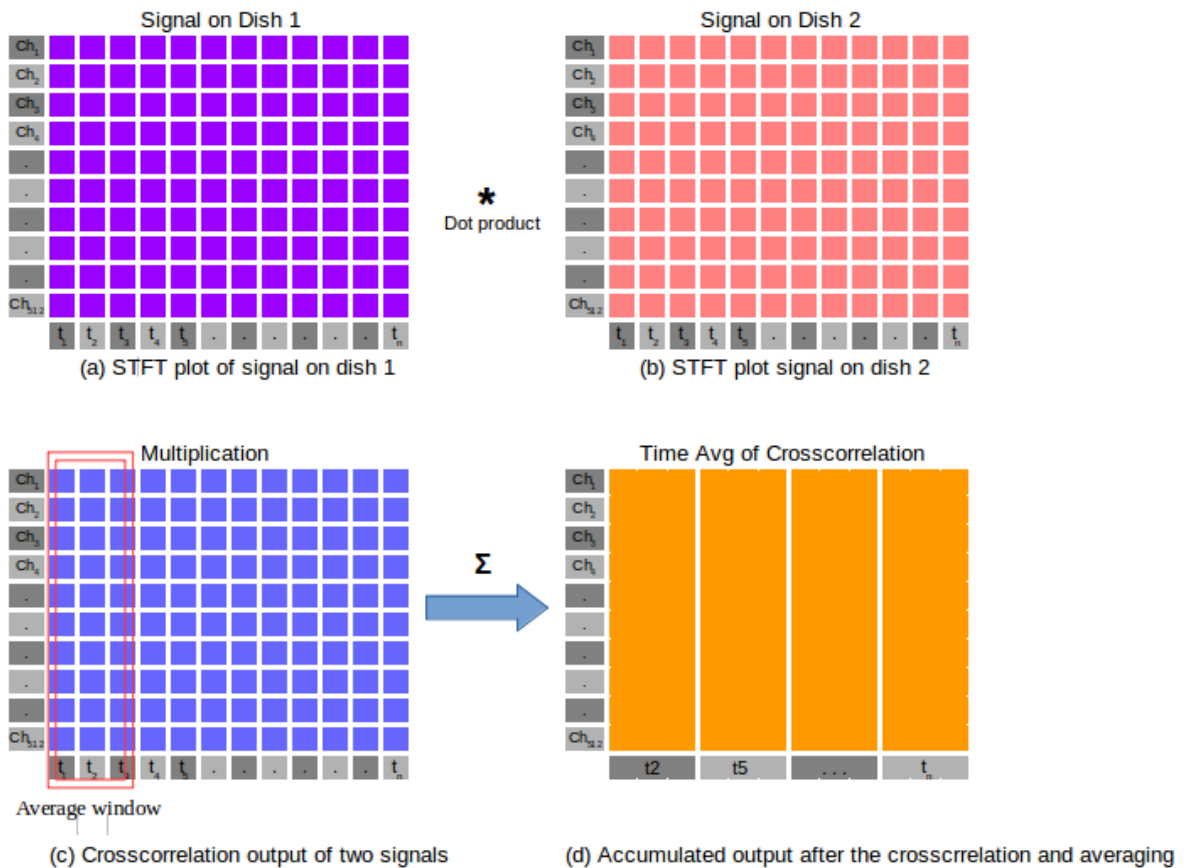 Signal on Dish 1
Ch1
Ch2
Ch3
Ch4
.
.
.
.
.
Ch512
t1 t2 t3 t4 t5 . . . . . . tn
(a) STFT plot of signal on dish 1
*
Dot product
Signal on Dish 2
Ch1
Ch2
Ch3
Ch4
.
.
.
.
.
Ch512
t1 t2 t3 t4 t5 . . . . . . tn
(b) STFT plot signal on dish 2
Multiplication
Ch1
Ch2
Ch3
Ch4
.
.
.
.
.
Ch512
t1 t2 t3 t4 t5 . . . . . . tn
Average window
(c) Crosscorrelation output of two signals
Σ
Time Avg of Crosscorrelation
Ch1
Ch2
Ch3
Ch4
.
.
.
.
.
Ch512
t2 t5 . . . tn
(d) Accumulated output after the crosscrrelation and averaging